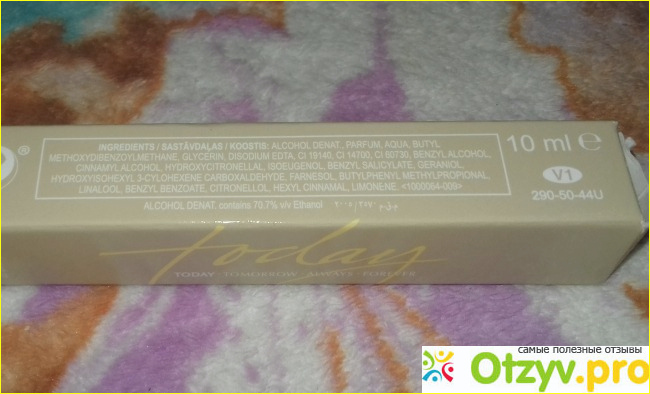 INGREDIENTS / SASTĀVDAĻAS / KOOSTIS: ALCOHOL DENAT., PARFUM, AQUA, BUTYL
METHOXYDIBENZOYLMETHANE, GLYCERIN, DISODIUM EDTA, CI 19140, CI 14700, CI 60730, BENZYL ALCOHOL,
CINNAMYL ALCOHOL, HYDROXYCITRONELLAL, ISOEUGENOL, BENZYL SALICYLATE, GERANIOL,
HYDROXYISOHEXYL 3-CYLOHEXENE CARBOXALDEHYDE, FARNESOL, BUTYLPHENYL METHYLPROPIONAL,
LINALOOL, BENZYL BENZOATE, CITRONELLOL, HEXYL CINNAMAL, LIMONENE. <1000064-009>
ALCOHOL DENAT. contains 70.7% v/v Ethanol
10 ml ℮
V1
290-50-44U
®
today
TODAY · TOMORROW · ALWAYS · FOREVER
самые полезные отзывы
Otzyv.pro